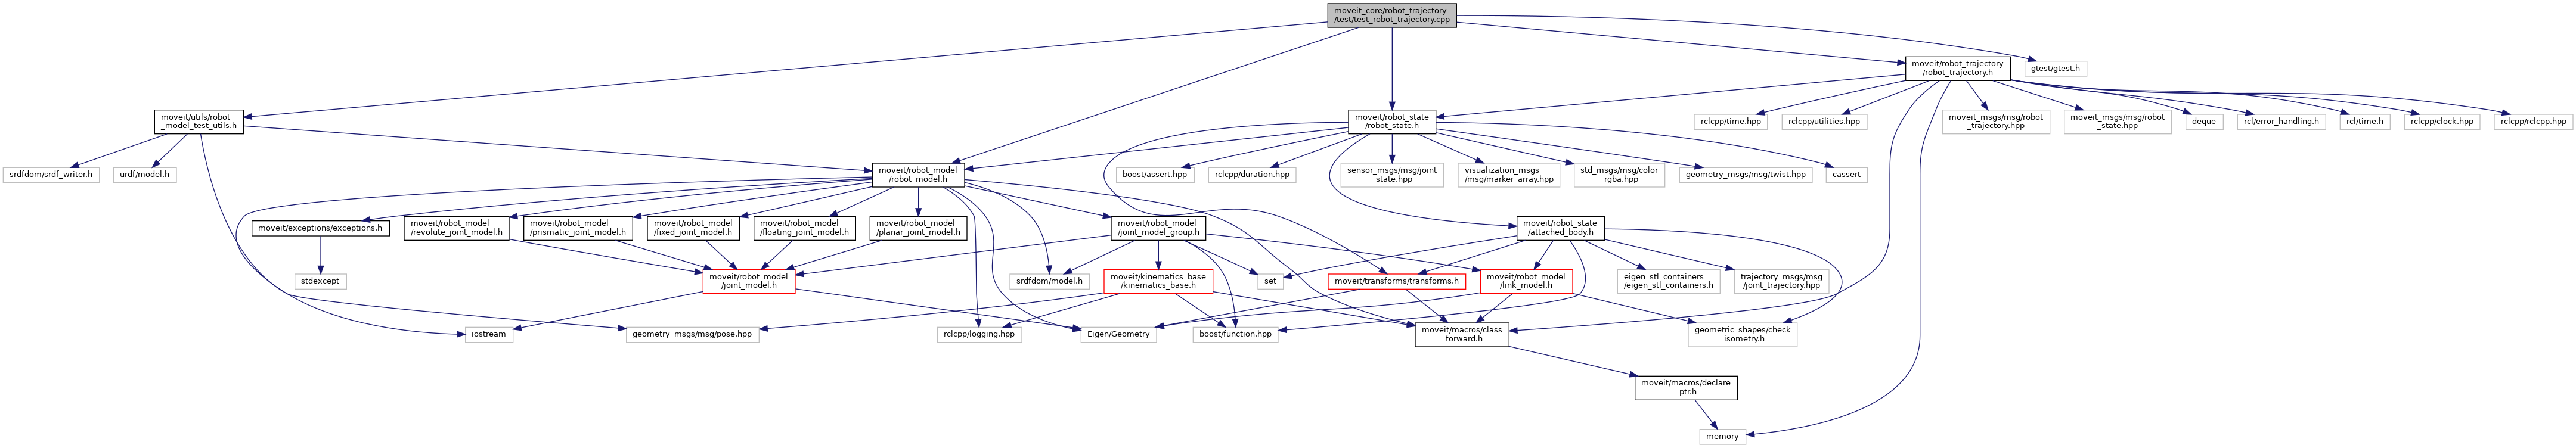 moveit_core/robot_trajectory
/test/test_robot_trajectory.cpp
moveit/robot_trajectory
/robot_trajectory.h
gtest/gtest.h
moveit/utils/robot
_model_test_utils.h
moveit/robot_state
/robot_state.h
rclcpp/time.hpp
rclcpp/utilities.hpp
moveit_msgs/msg/robot
_trajectory.hpp
moveit_msgs/msg/robot
_state.hpp
deque
rcl/error_handling.h
rcl/time.h
rclcpp/clock.hpp
rclcpp/rclcpp.hpp
srdfdom/srdf_writer.h
urdf/model.h
moveit/robot_model
/robot_model.h
boost/assert.hpp
rclcpp/duration.hpp
sensor_msgs/msg/joint
_state.hpp
visualization_msgs
/msg/marker_array.hpp
std_msgs/msg/color
_rgba.hpp
geometry_msgs/msg/twist.hpp
cassert
moveit/exceptions/exceptions.h
moveit/robot_model
/revolute_joint_model.h
moveit/robot_model
/prismatic_joint_model.h
moveit/robot_model
/fixed_joint_model.h
moveit/robot_model
/floating_joint_model.h
moveit/robot_model
/planar_joint_model.h
moveit/robot_model
/joint_model_group.h
moveit/robot_state
/attached_body.h
stdexcept
moveit/robot_model
/joint_model.h
srdfdom/model.h
moveit/kinematics_base
/kinematics_base.h
set
moveit/transforms/transforms.h
moveit/robot_model
/link_model.h
eigen_stl_containers
/eigen_stl_containers.h
trajectory_msgs/msg
/joint_trajectory.hpp
iostream
geometry_msgs/msg/pose.hpp
rclcpp/logging.hpp
Eigen/Geometry
boost/function.hpp
moveit/macros/class
_forward.h
geometric_shapes/check
_isometry.h
moveit/macros/declare
_ptr.h
memory